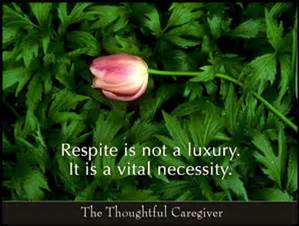 Respite is not a luxury.
It is a vital necessity.
The Thoughtful Caregiver